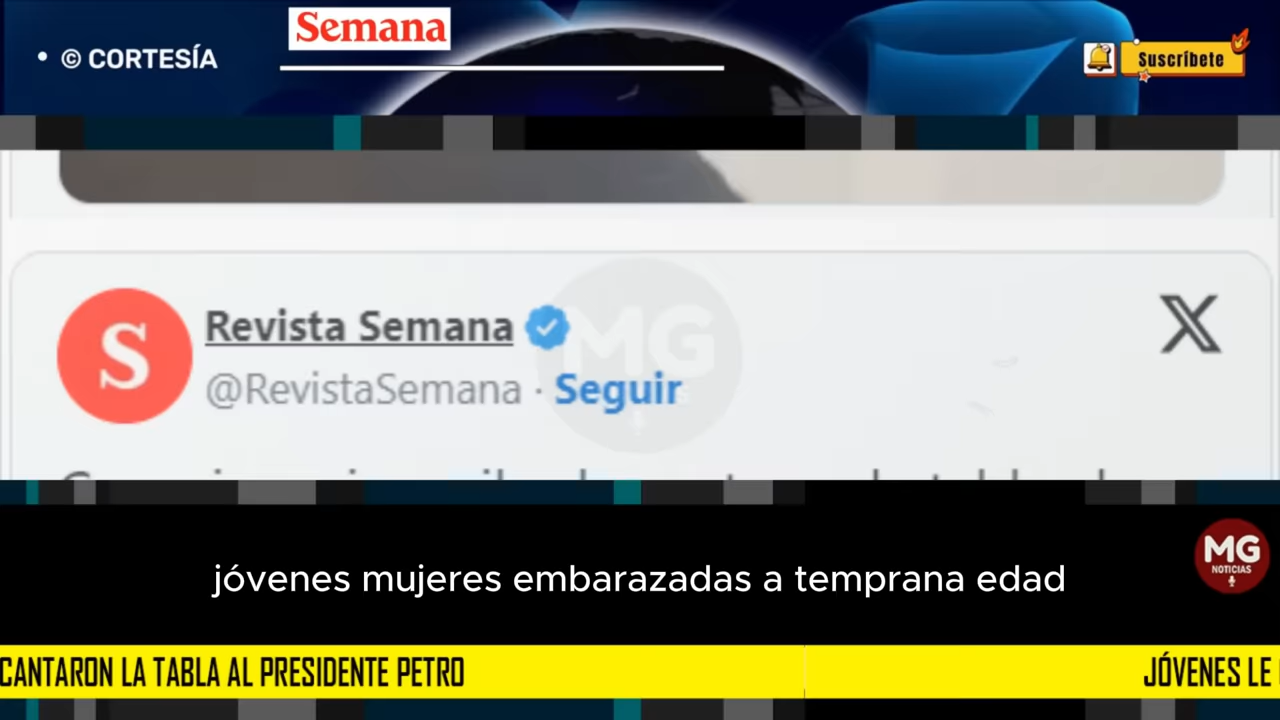 Semana
• © CORTESÍA
Suscríbete
Revista Semana
@RevistaSemana · Seguir
MG
jóvenes mujeres embarazadas a temprana edad
MG
NOTICIAS
CANTARON LA TABLA AL PRESIDENTE PETRO
JÓVENES LE